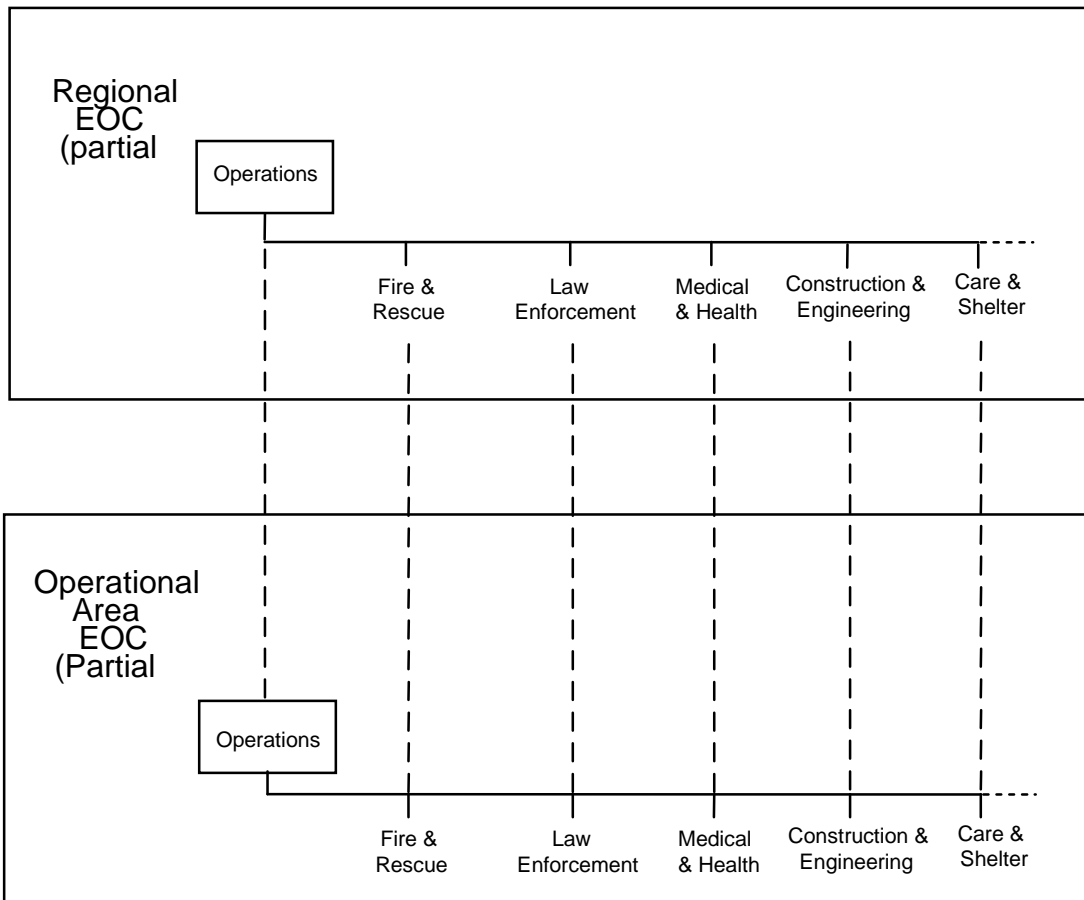 Regional
EOC
(partial
Operations
Fire &
Rescue
Law
Enforcement
Medical
& Health
Construction &
Engineering
Care &
Shelter
Operational
Area
EOC
(Partial
Operations
Fire &
Rescue
Law
Enforcement
Medical
& Health
Construction &
Engineering
Care &
Shelter